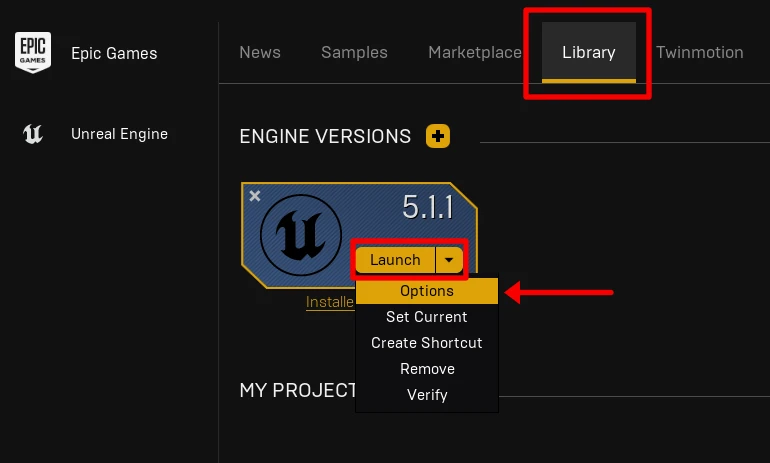 EPIC
GAMES
Epic Games
News
Samples
Marketplace
Library
Twinmotion
Unreal Engine
ENGINE VERSIONS
5.1.1
Launch
Options
Installe
Set Current
Create Shortcut
Remove
MY PROJECT
Verify